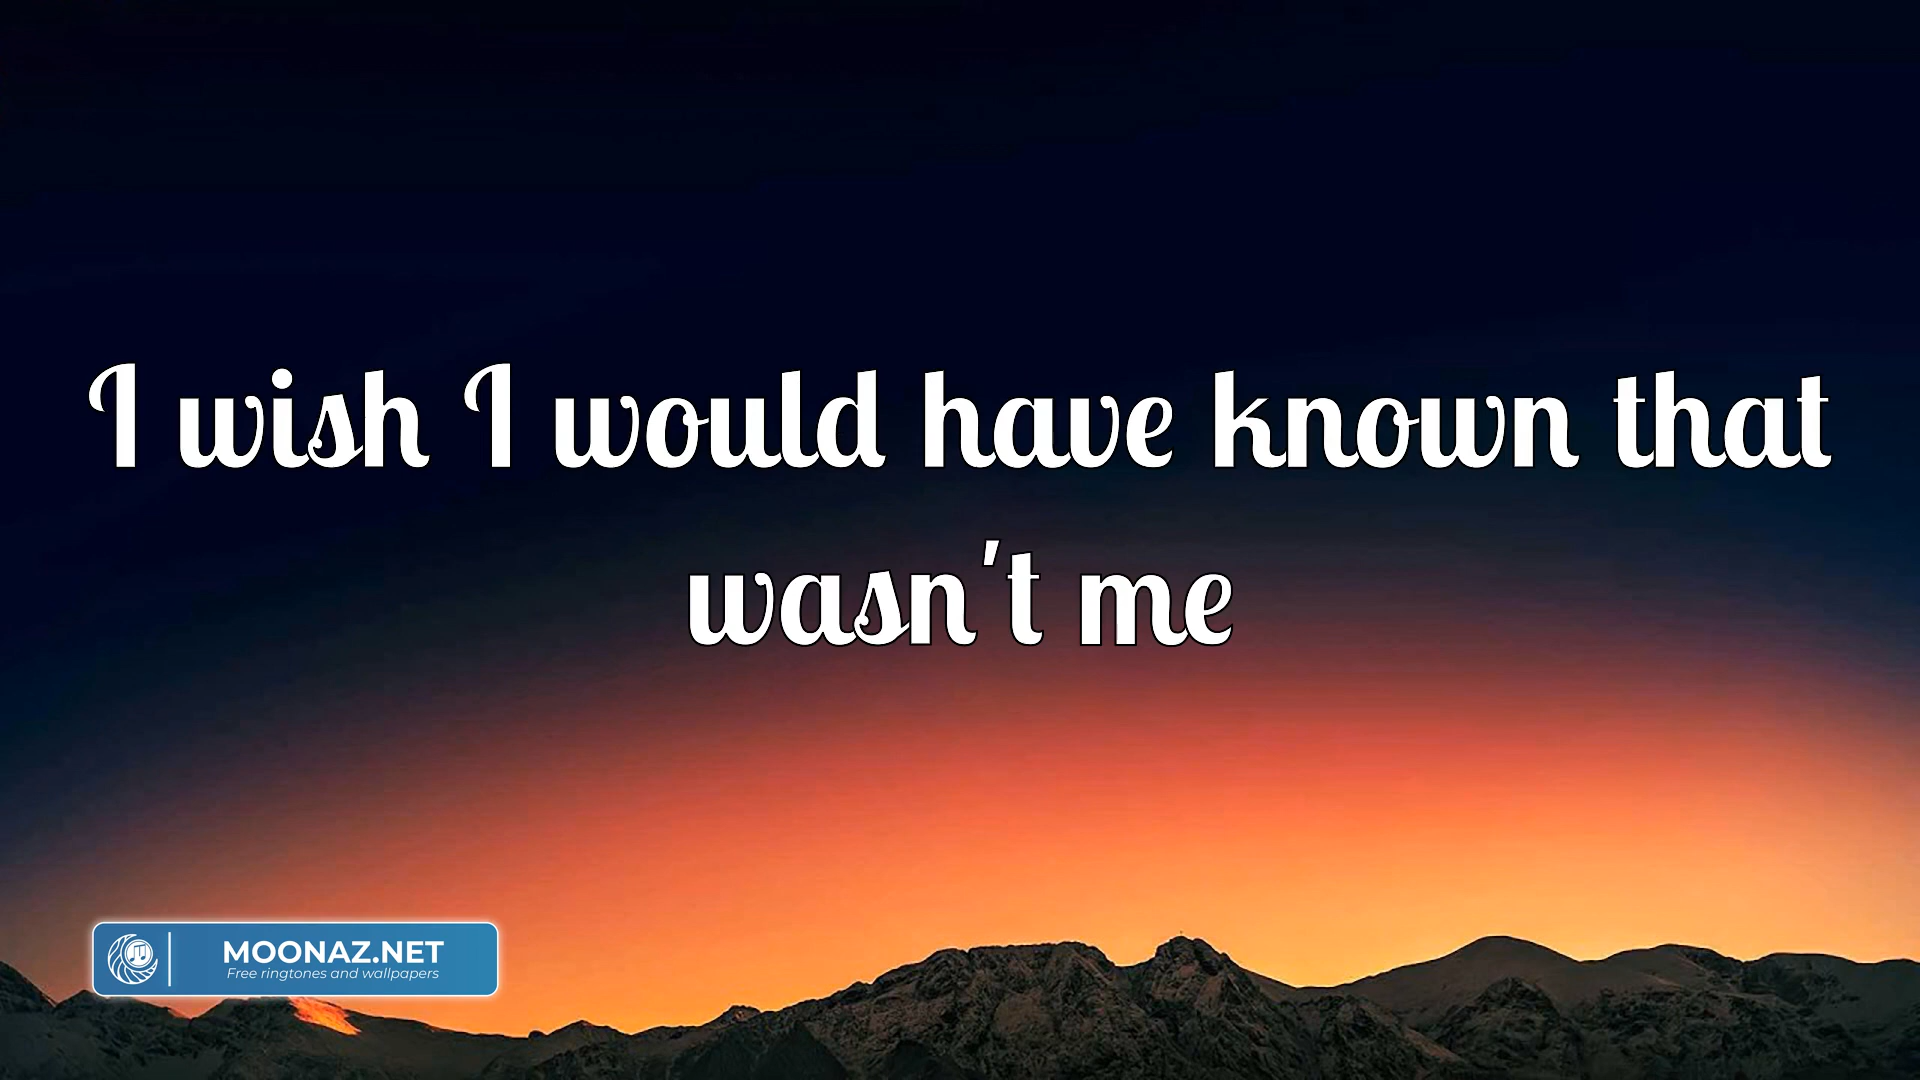 I wish I would have known that
wasn't me
MOONAZ.NET
Free ringtones and wallpapers